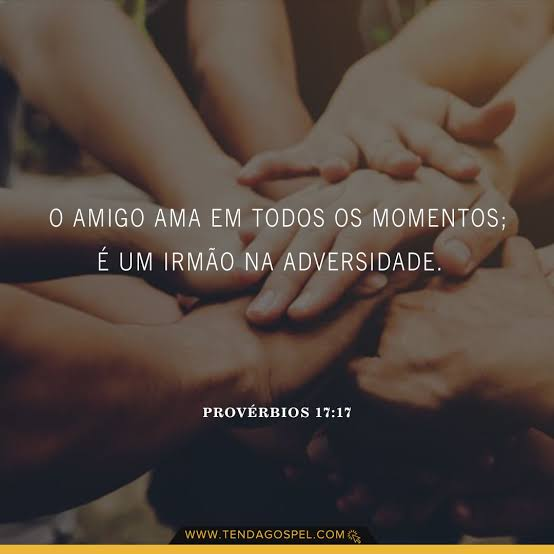 O AMIGO AMA EM TODOS OS MOMENTOS;
É UM IRMÃO NA ADVERSIDADE.
PROVÉRBIOS 17:17
WWW.TENDAGOSPEL.COM